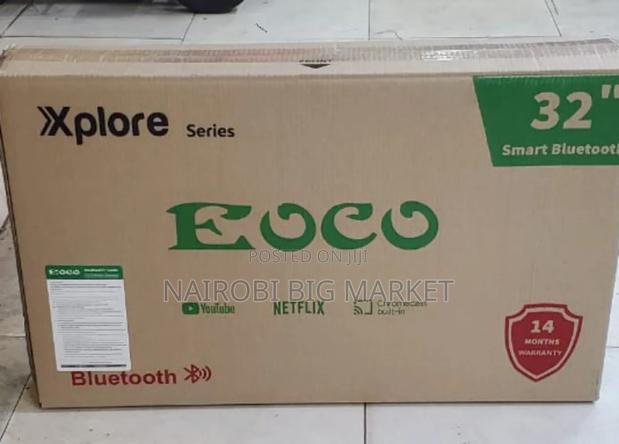 Xplore Series
32"
Smart Bluetooth
EOCO
POSTED ON JIJI
NAIROBI BIG MARKET
YouTube
NETFLIX
Chromecast
built-in
EOCO
14
MONTHS
WARRANTY
Bluetooth